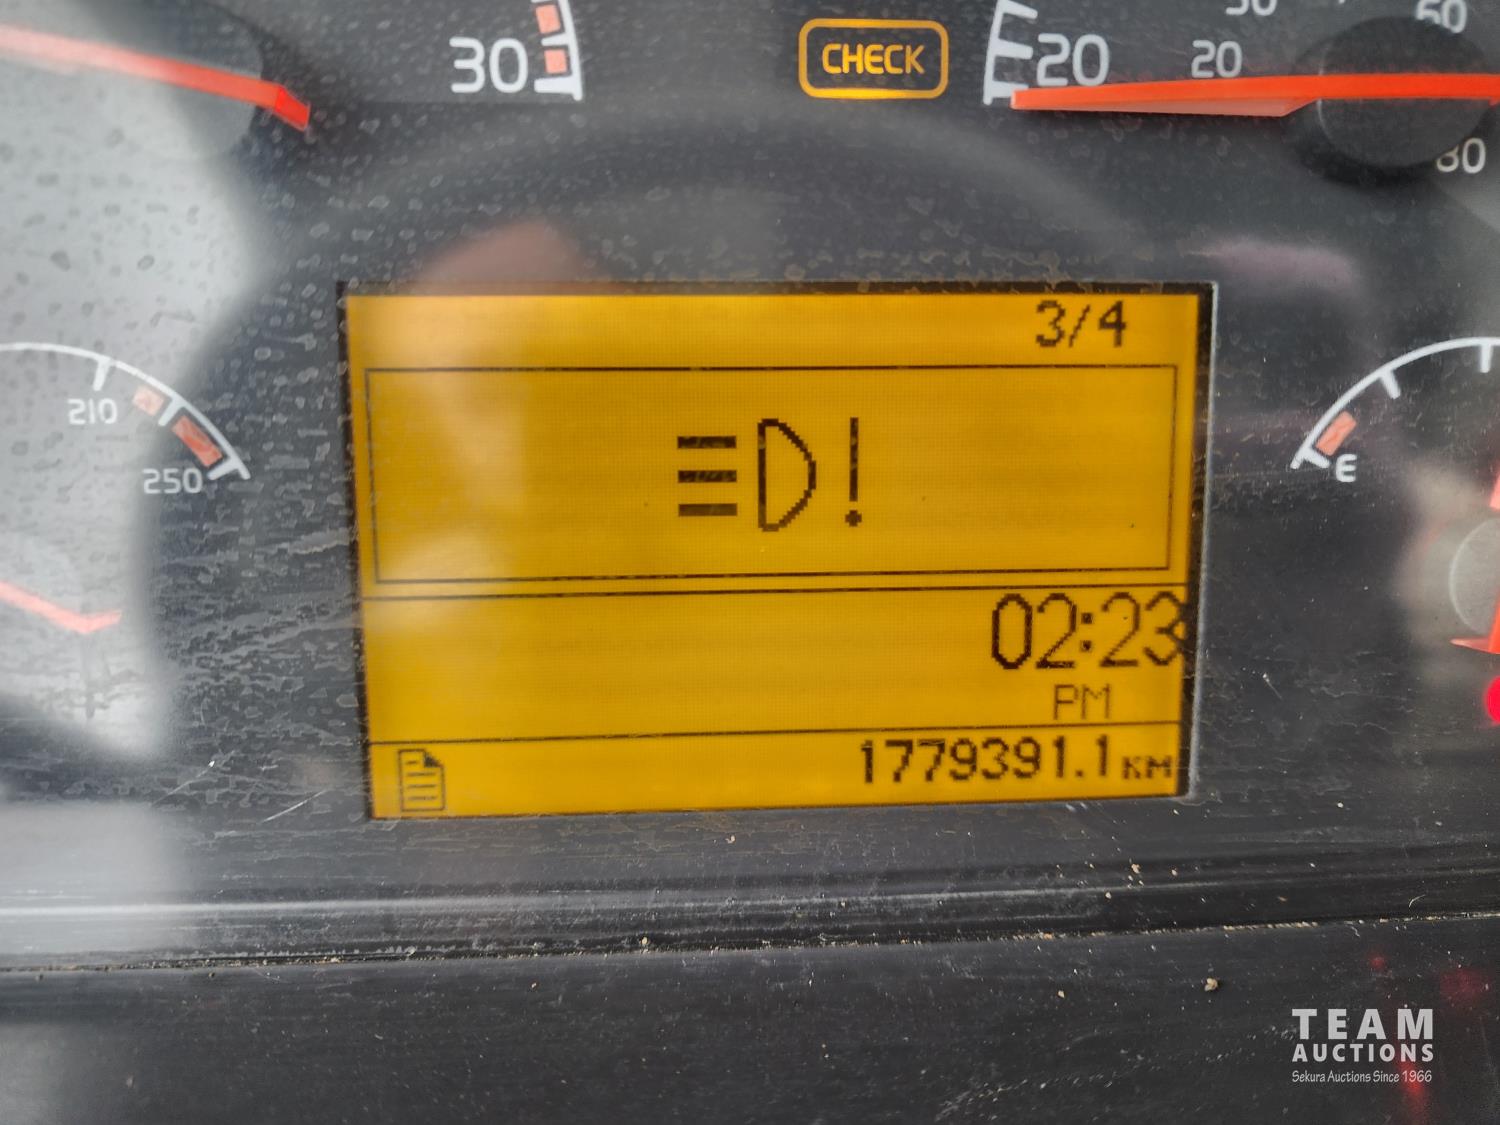 30
CHECK
20
20
30
60
80
210
250
E
3/4
!
02:23
PM
1779391.1 KM
TEAM
AUCTIONS
Sekura Auctions Since 1966